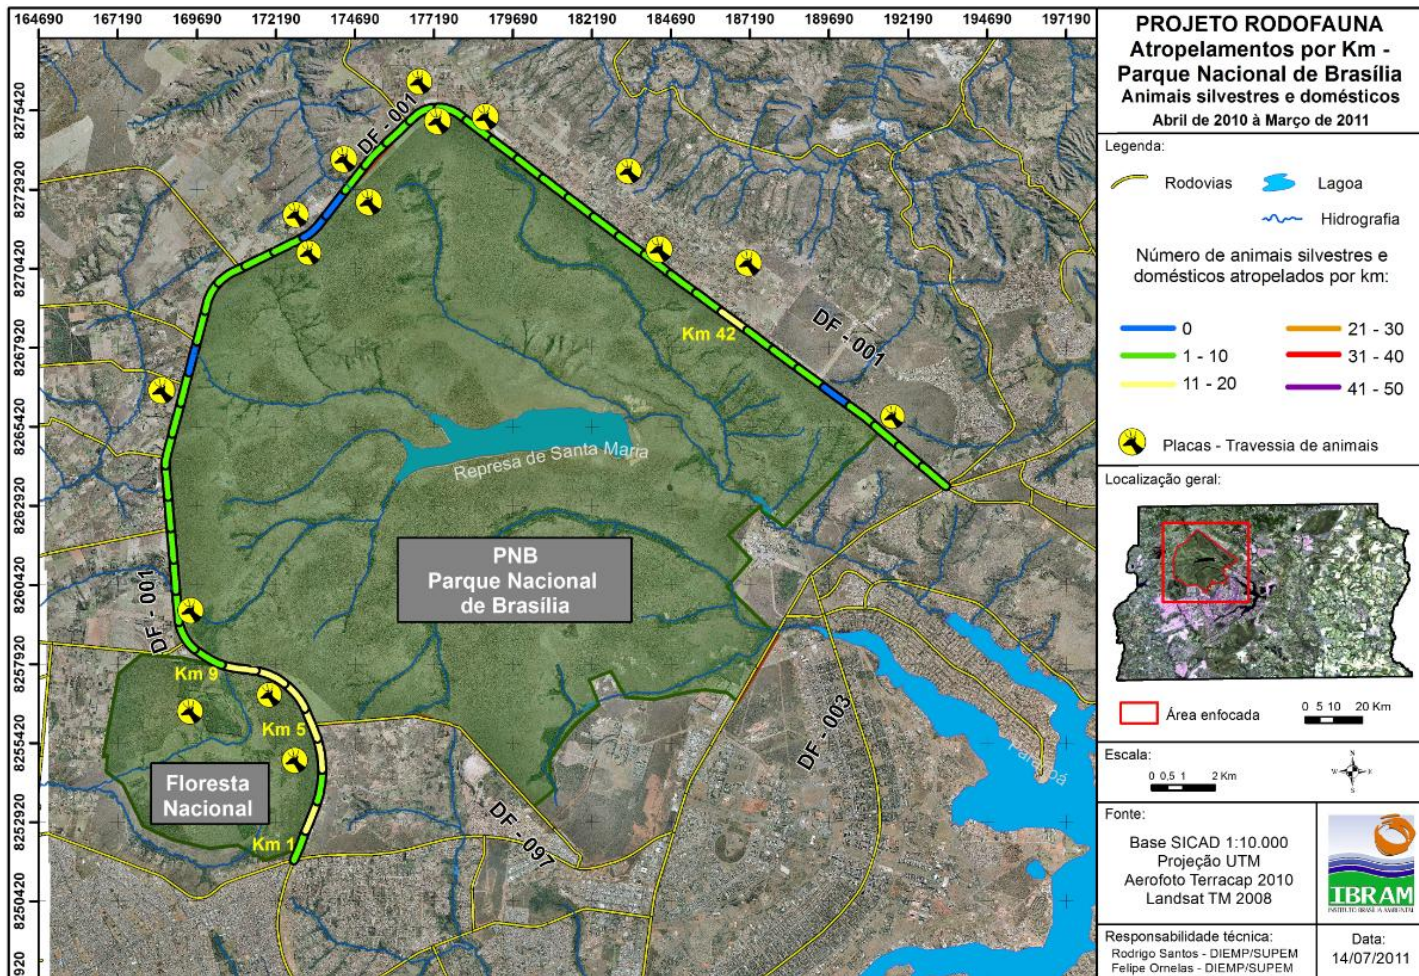 164690 167190 169690 172190 174690 177190 179690 182190 184690 187190 189690 192190 194690 197190
8275420
8272920
8270420
8267920
8265420
8262920
8260420
8257920
8255420
8252920
8250420
920
DF - 001
DF - 001
Km 42
Represa de Santa Maria
PNB
Parque Nacional
de Brasília
DF - 001
Km 9
Km 5
Floresta
Nacional
Km 1
DF - 097
DF - 003
Paranoá
PROJETO RODOFAUNA
Atropelamentos por Km -
Parque Nacional de Brasília
Animais silvestres e domésticos
Abril de 2010 à Março de 2011
Legenda:
Rodovias
Lagoa
Hidrografia
Número de animais silvestres e
domésticos atropelados por km:
0
21 - 30
1 - 10
31 - 40
11 - 20
41 - 50
Placas - Travessia de animais
Localização geral:
Área enfocada
0 5 10 20 Km
Escala:
0 0,5 1 2 Km
N
W E
S
Fonte:
Base SICAD 1:10.000
Projeção UTM
Aerofoto Terracap 2010
Landsat TM 2008
IBRAM
INSTITUTO BRASÍLIA AMBIENTAL
Responsabilidade técnica:
Rodrigo Santos - DIEMP/SUPEM
Felipe Ornelas - DIEMP/SUPEM
Data:
14/07/2011